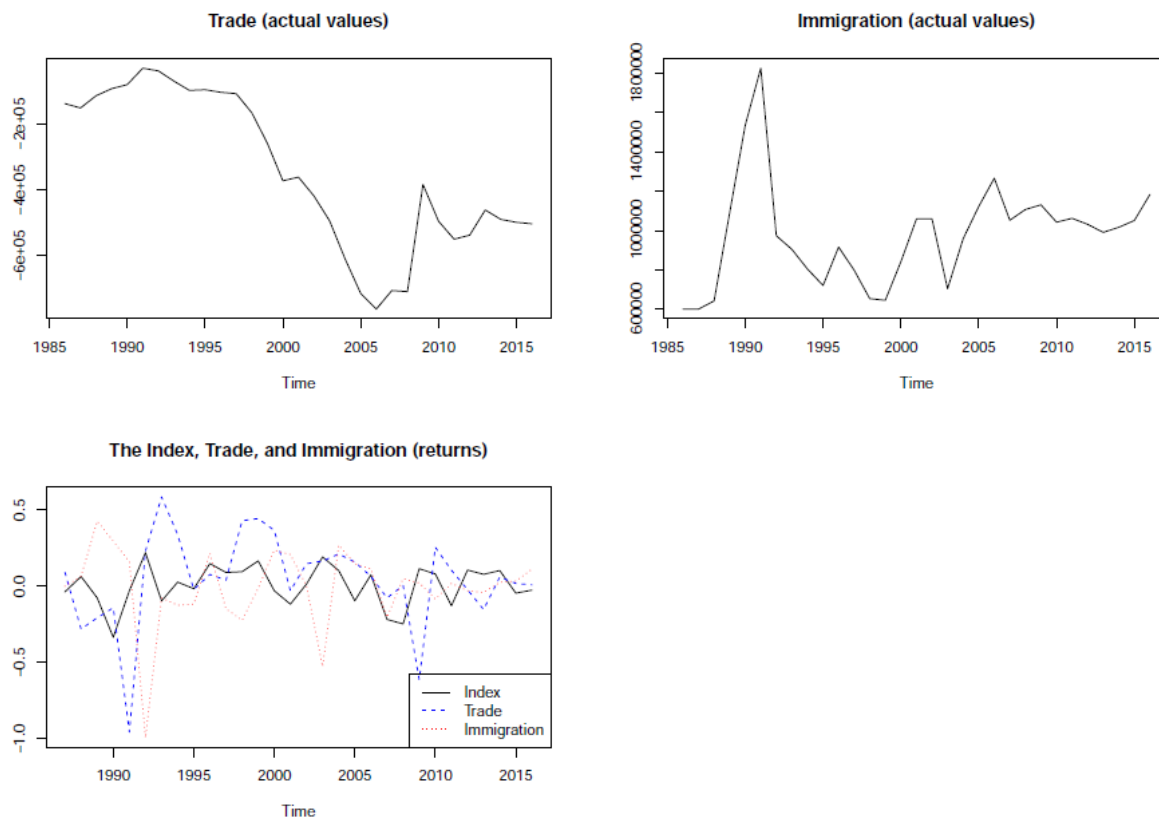 Trade (actual values)
-2e+05
-4e+05
-6e+05
1985 1990 1995 2000 2005 2010 2015
Time
Immigration (actual values)
1800000
1400000
1000000
600000
1985 1990 1995 2000 2005 2010 2015
Time
The Index, Trade, and Immigration (returns)
0.5
0.0
-0.5
-1.0
Index
Trade
Immigration
1990 1995 2000 2005 2010 2015
Time